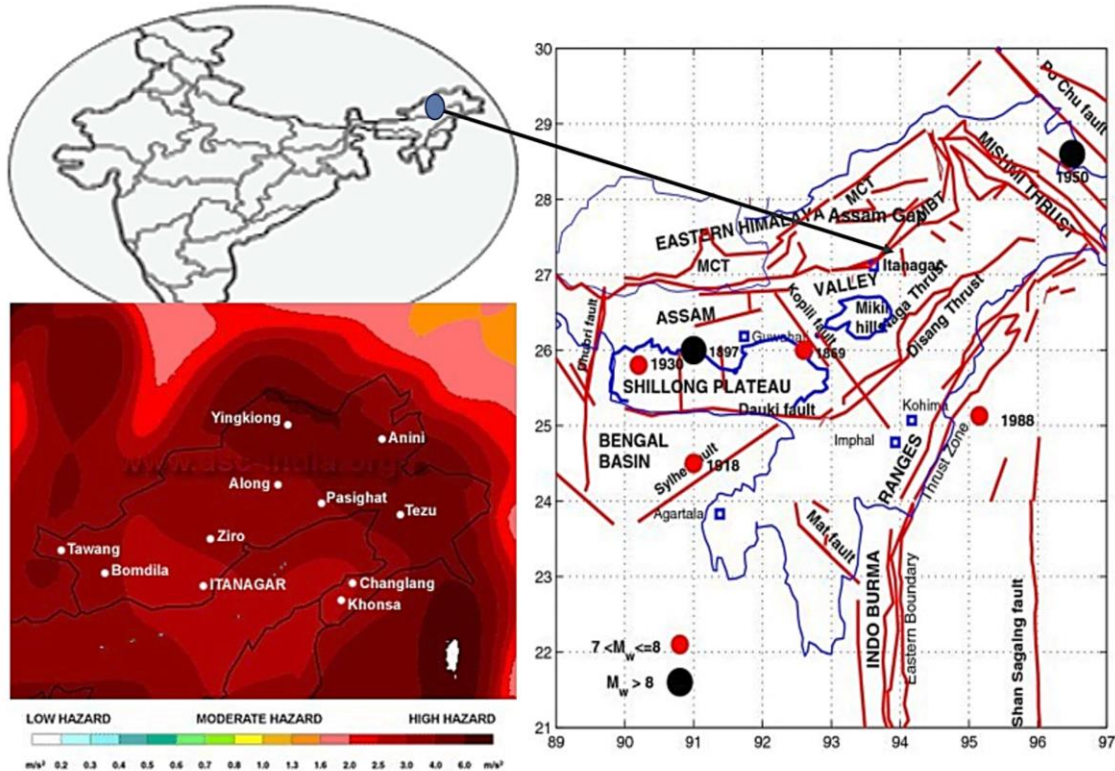 Yingkiong
Anini
www.asc-india.org
Along
Pasighat
Tezu
Ziro
Tawang
Bomdila
ITANAGAR
Changlang
Khonsa
LOW HAZARD MODERATE HAZARD HIGH HAZARD
m/s² 0.2 0.3 0.4 0.5 0.6 0.7 0.8 1.0 1.3 1.6 2.0 2.5 3.0 4.0 6.0 m/s²
30
29
28
27
26
25
24
23
22
21
89 90 91 92 93 94 95 96 97
Po Chu fault
1950
MISHMI THRUST
MCT
Assam Gap
MBT
EASTERN HIMALAYA
MCT
Itanagar
VALLEY
Naga Thrust
Disang Thrust
Kopili fault
Mikir
hills
ASSAM
Dhubri fault
Guwahati
1897
1869
1930
SHILLONG PLATEAU
Dauki fault
Kohima
Imphal
1988
BENGAL
BASIN
Sylhet fault
1918
RANGES
Thrust Zone
Agartala
Mat fault
INDO BURMA
Eastern Boundary
Shan Sagaing fault
7 <Mw<=8
Mw > 8